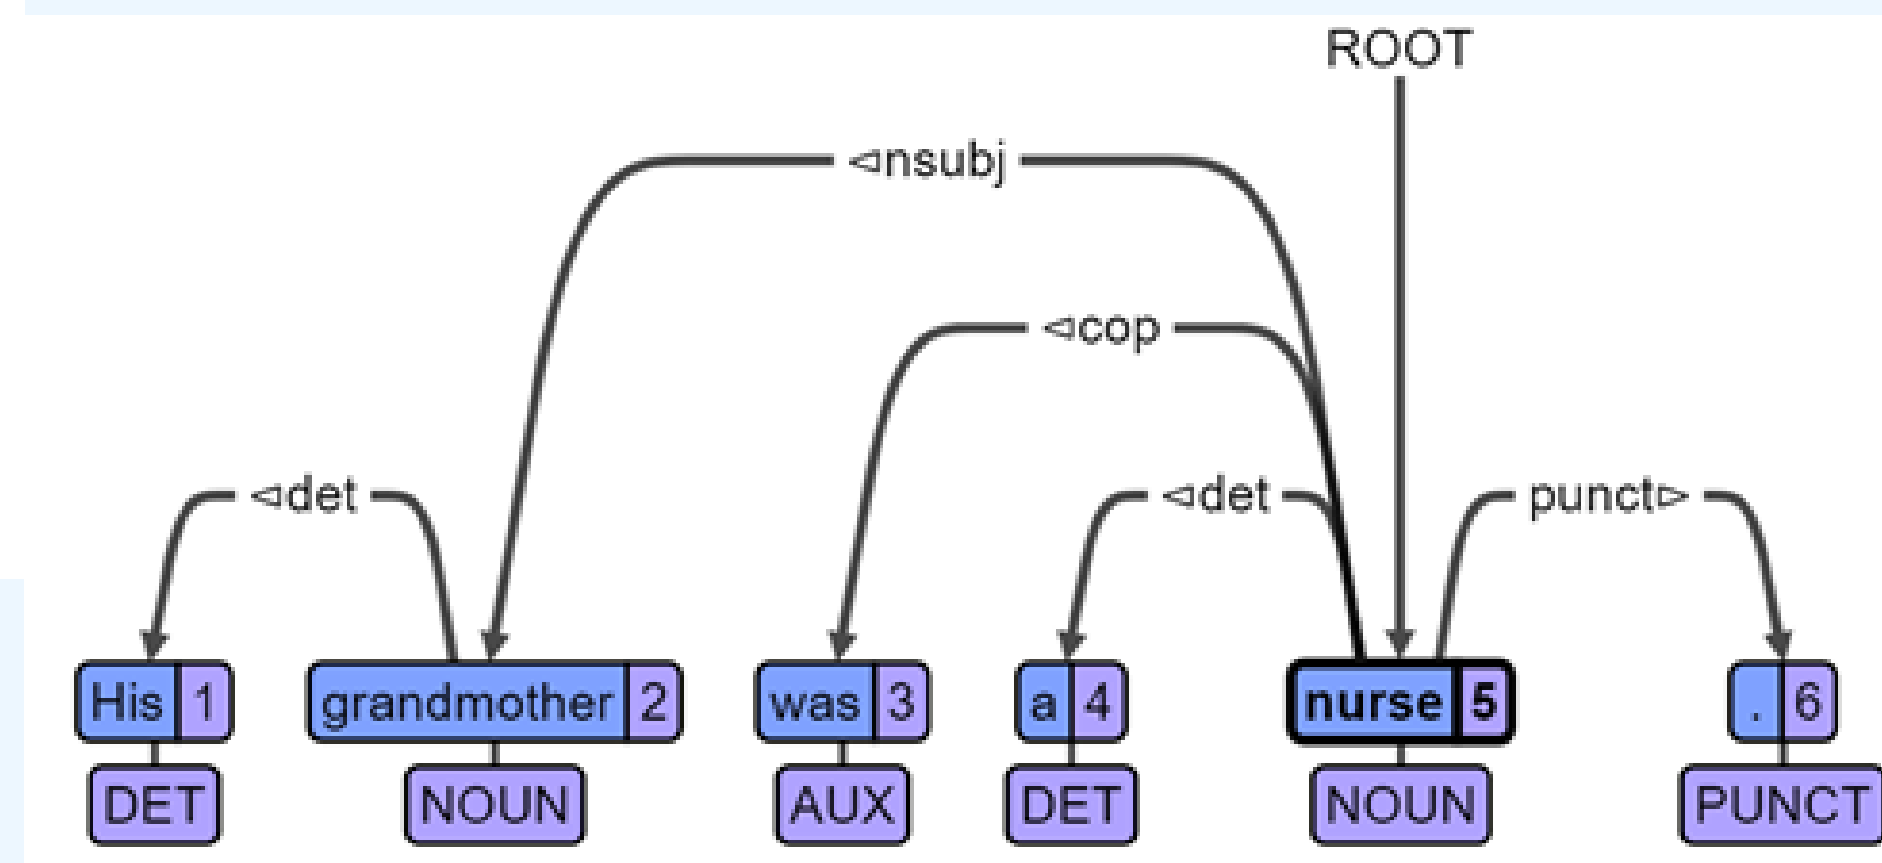 ROOT
◅nsubj
◅cop
◅det ◅det punct▻
His 1 grandmother 2 was 3 a 4 nurse 5 . 6
DET NOUN AUX DET NOUN PUNCT